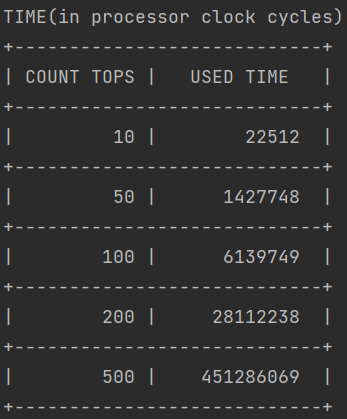 TIME(in processor clock cycles)
+----------------------------+
| COUNT TOPS |   USED TIME   |
+----------------------------+
|         10 |        22512  |
+----------------------------+
|         50 |      1427748  |
+----------------------------+
|        100 |      6139749  |
+----------------------------+
|        200 |     28112238  |
+----------------------------+
|        500 |    451286069  |
+----------------------------+